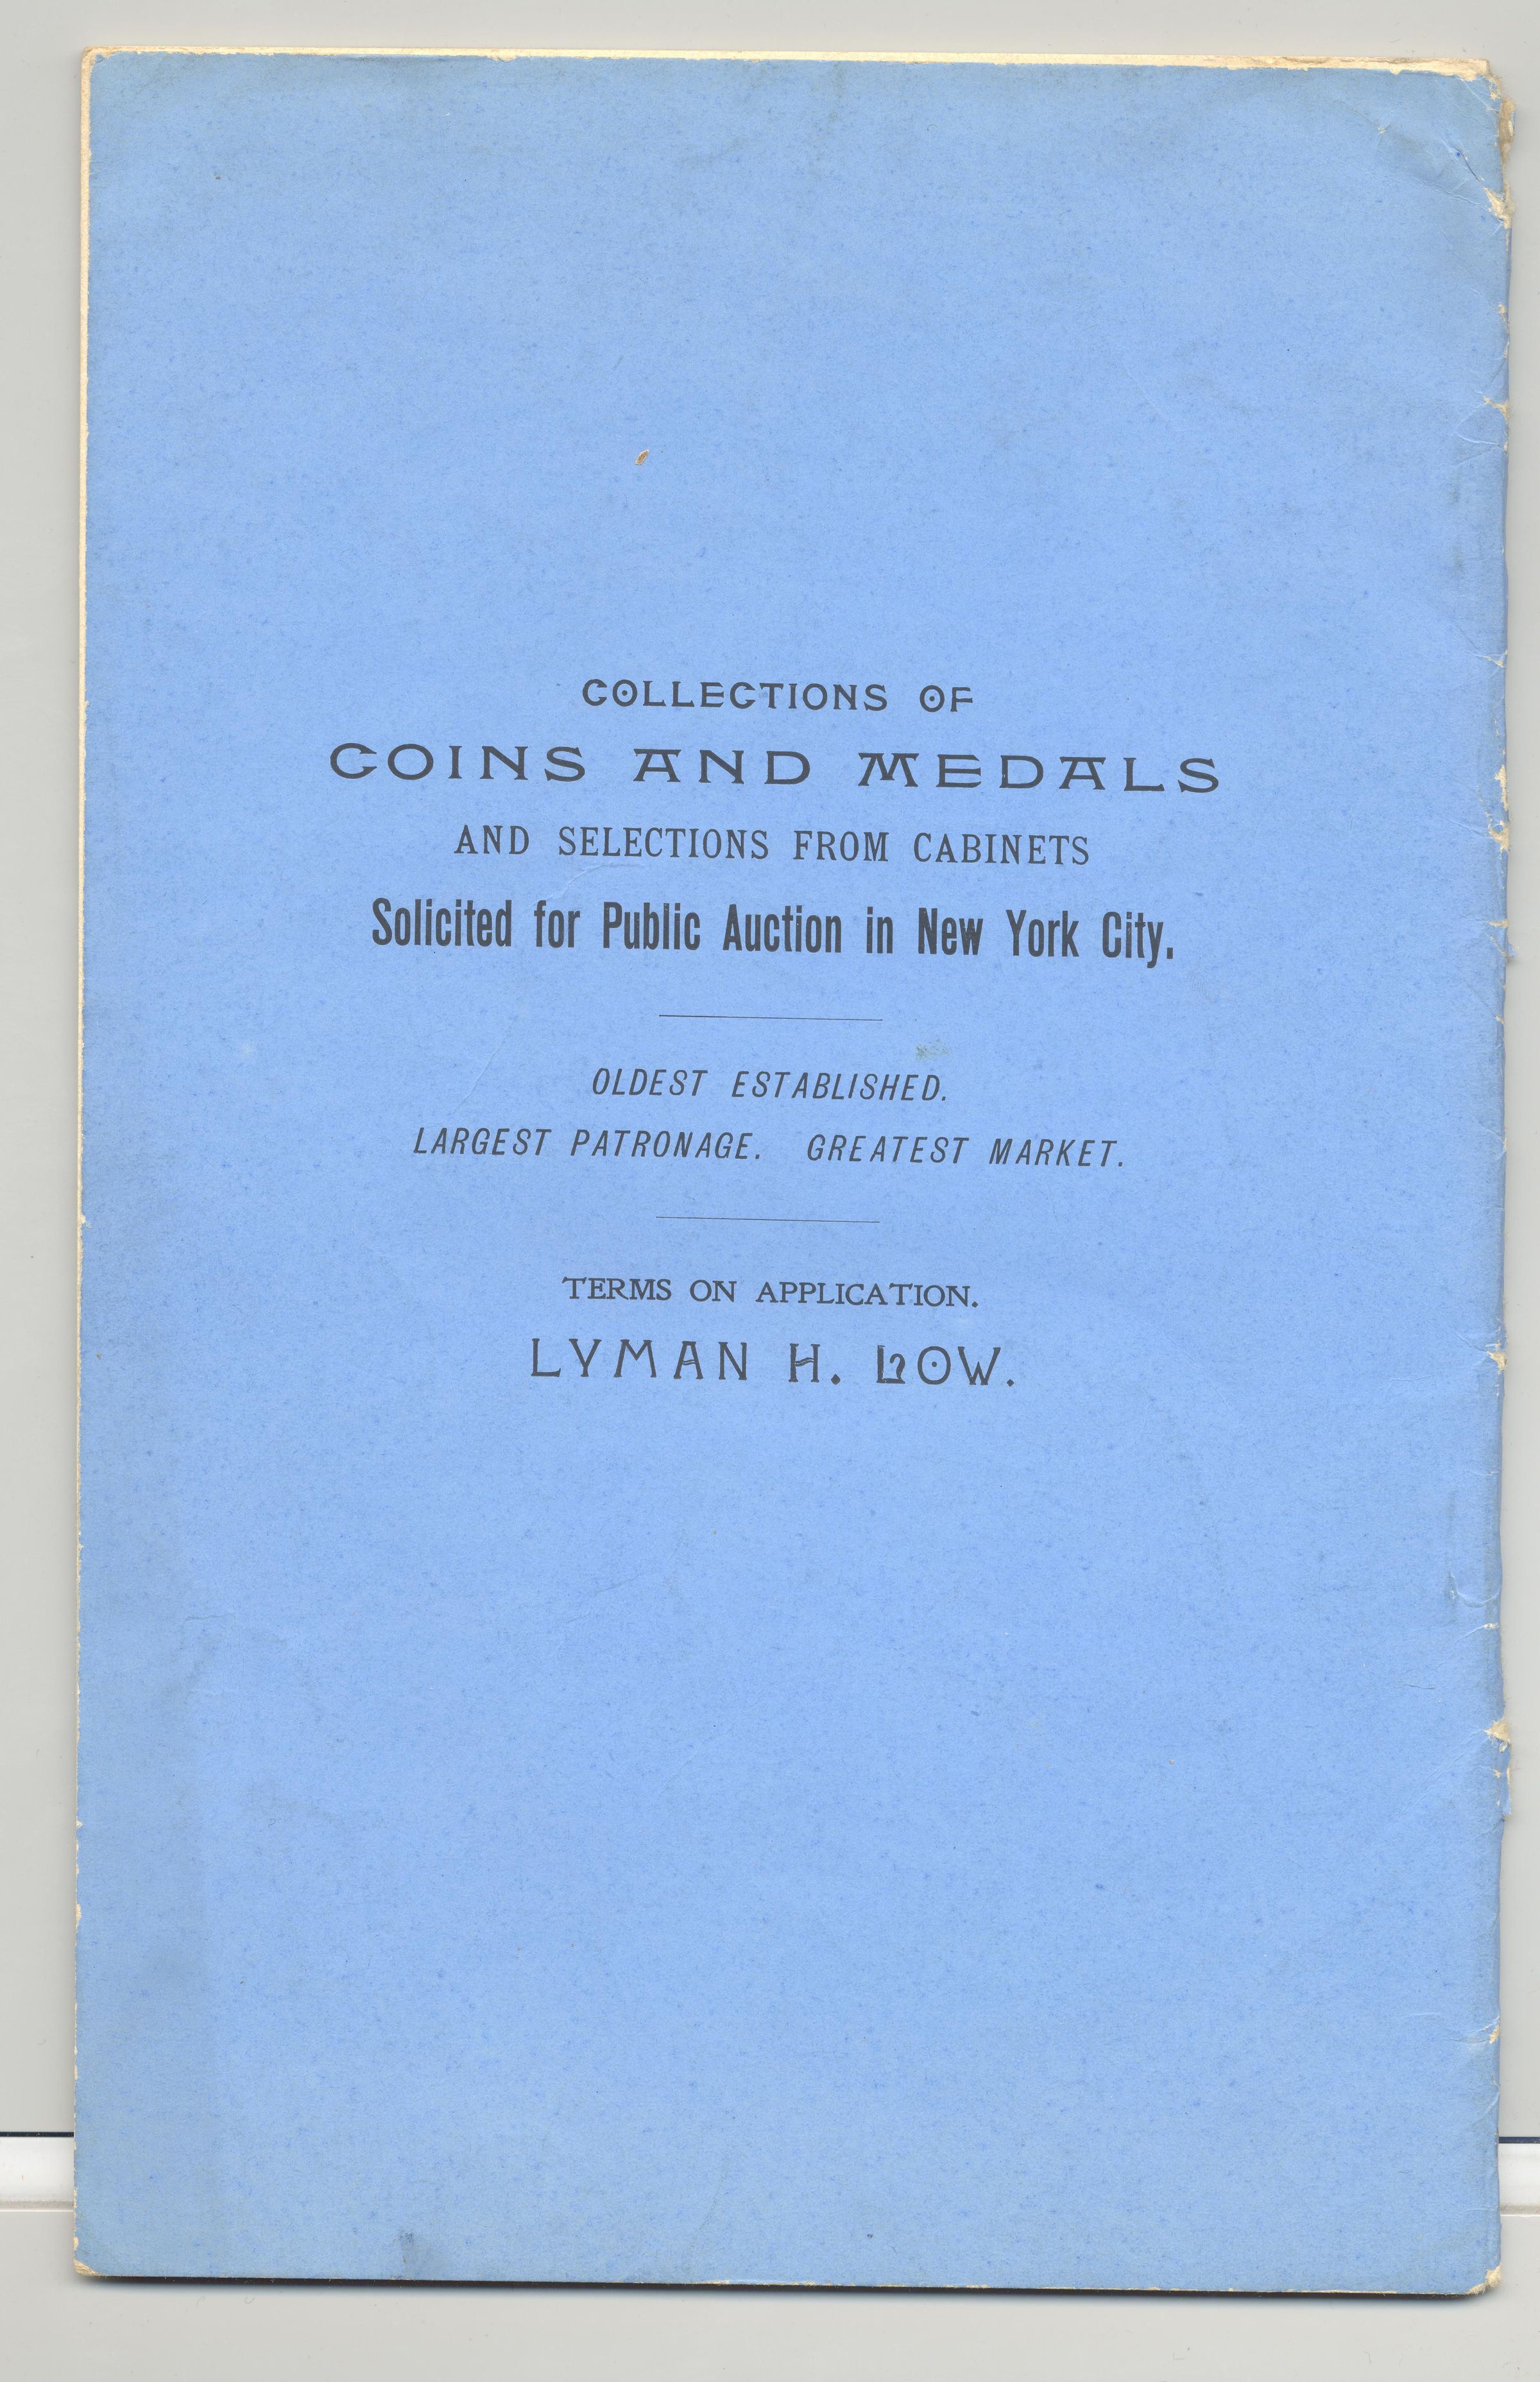 COLLECTIONS OF
COINS AND MEDALS
AND SELECTIONS FROM CABINETS
Solicited for Public Auction in New York City.
OLDEST ESTABLISHED.
LARGEST PATRONAGE. GREATEST MARKET.
TERMS ON APPLICATION.
LYMAN H. LOW.